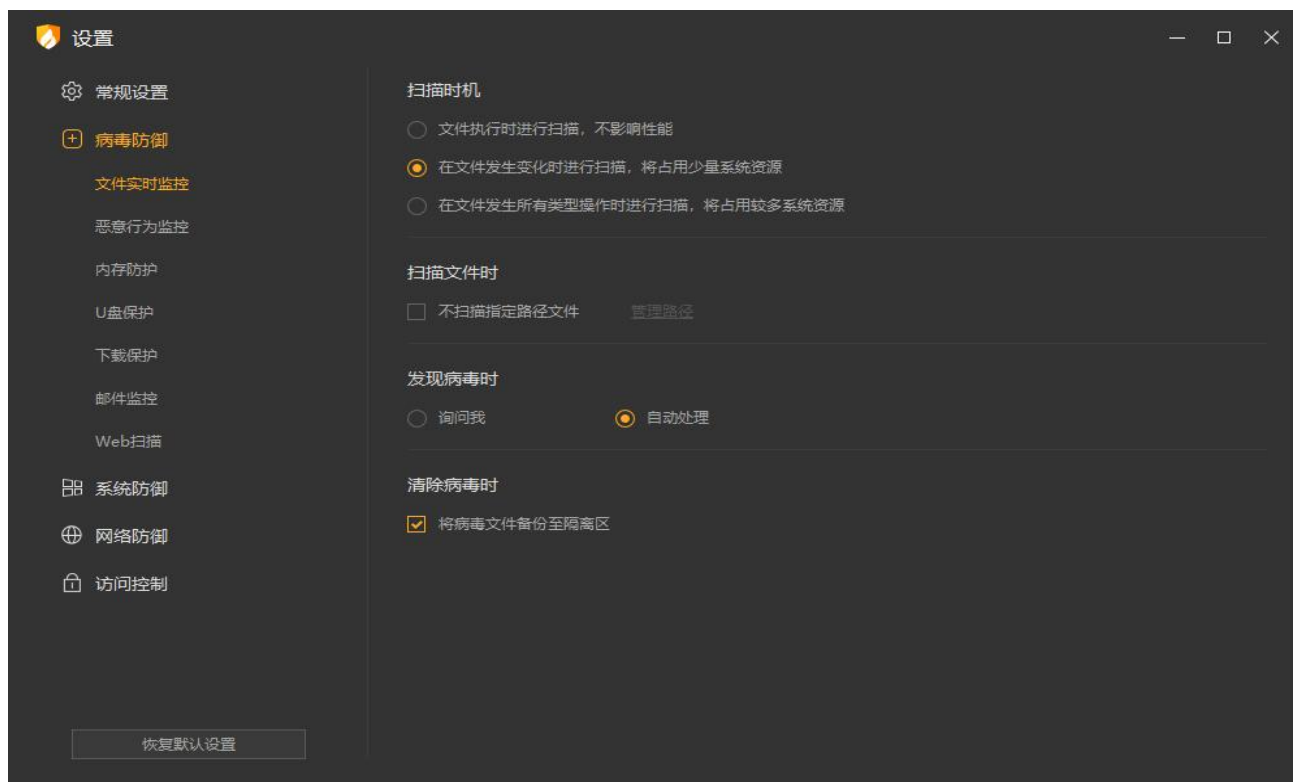 设置
常规设置
病毒防御
文件实时监控
恶意行为监控
内存防护
U盘保护
下载保护
邮件监控
Web扫描
系统防御
网络防御
访问控制
恢复默认设置
扫描时机
文件执行时进行扫描，不影响性能
在文件发生变化时进行扫描，将占用少量系统资源
在文件发生所有类型操作时进行扫描，将占用较多系统资源
扫描文件时
不扫描指定路径文件 管理路径
发现病毒时
询问我 自动处理
清除病毒时
将病毒文件备份至隔离区